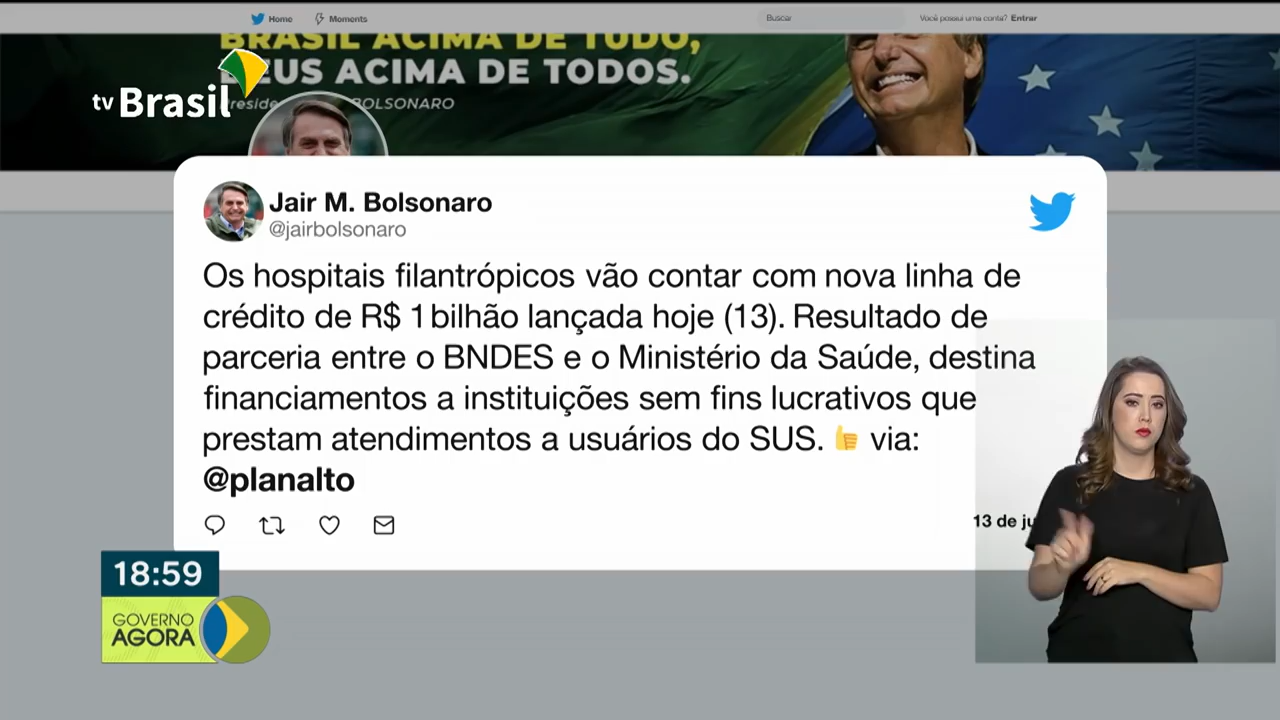 Home
Moments
Buscar
Você possui uma conta? Entrar
BRASIL ACIMA DE TUDO,
DEUS ACIMA DE TODOS.
BOLSONARO
tv Brasil
Jair M. Bolsonaro
@jairbolsonaro
Os hospitais filantrópicos vão contar com nova linha de
crédito de R$ 1 bilhão lançada hoje (13). Resultado de
parceria entre o BNDES e o Ministério da Saúde, destina
financiamentos a instituições sem fins lucrativos que
prestam atendimentos a usuários do SUS. 👍 via:
@planalto
13 de ju
18:59
GOVERNO
AGORA